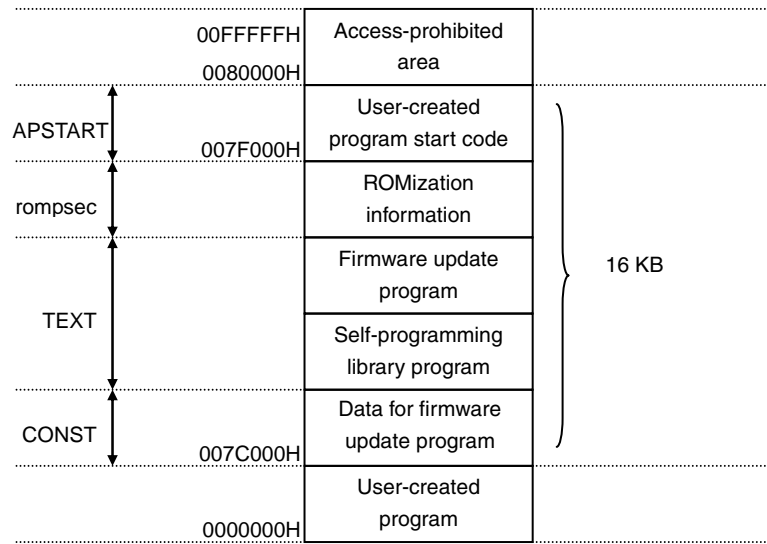 00FFFFFH
Access-prohibited
area
0080000H
APSTART
User-created
program start code
007F000H
rompsec
ROMization
information
TEXT
Firmware update
program
16 KB
Self-programming
library program
CONST
Data for firmware
update program
007C000H
User-created
program
0000000H